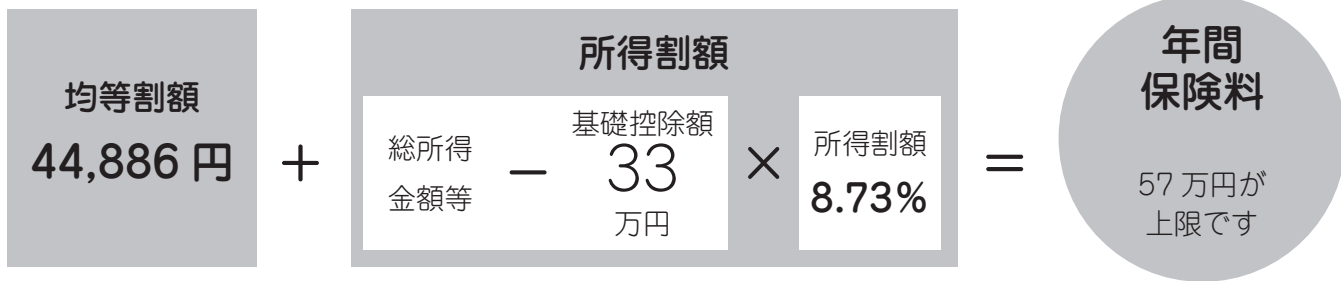 均等割額
44,886 円
＋
所得割額
総所得
金額等
−
基礎控除額
33
万円
×
所得割額
8.73%
＝
年間
保険料
57 万円が
上限です